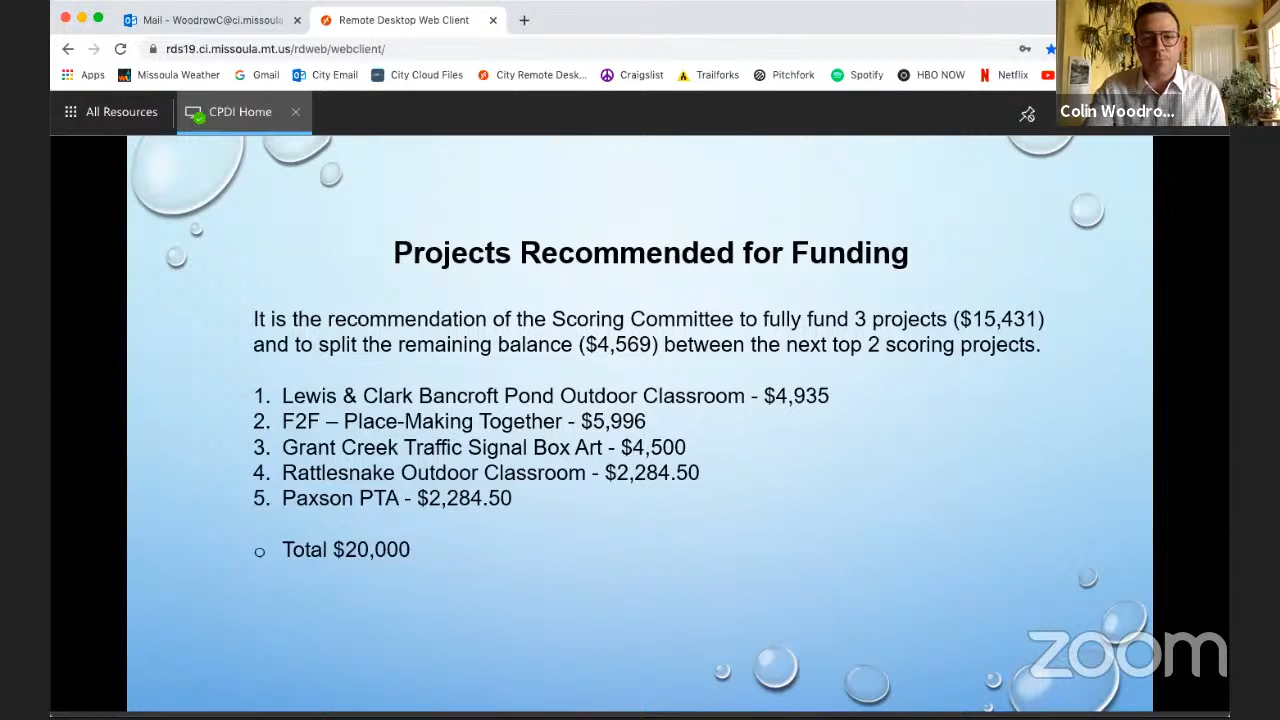 Mail - WoodrowC@ci.missoula
Remote Desktop Web Client
rds19.ci.missoula.mt.us/rdweb/webclient/
Apps
Missoula Weather
Gmail
City Email
City Cloud Files
City Remote Desk...
Craigslist
Trailforks
Pitchfork
Spotify
HBO NOW
Netflix
All Resources
CPDI Home
Colin Woodro...
Projects Recommended for Funding
It is the recommendation of the Scoring Committee to fully fund 3 projects ($15,431)
and to split the remaining balance ($4,569) between the next top 2 scoring projects.
1. Lewis & Clark Bancroft Pond Outdoor Classroom - $4,935
2. F2F – Place-Making Together - $5,996
3. Grant Creek Traffic Signal Box Art - $4,500
4. Rattlesnake Outdoor Classroom - $2,284.50
5. Paxson PTA - $2,284.50
o Total $20,000
zoom